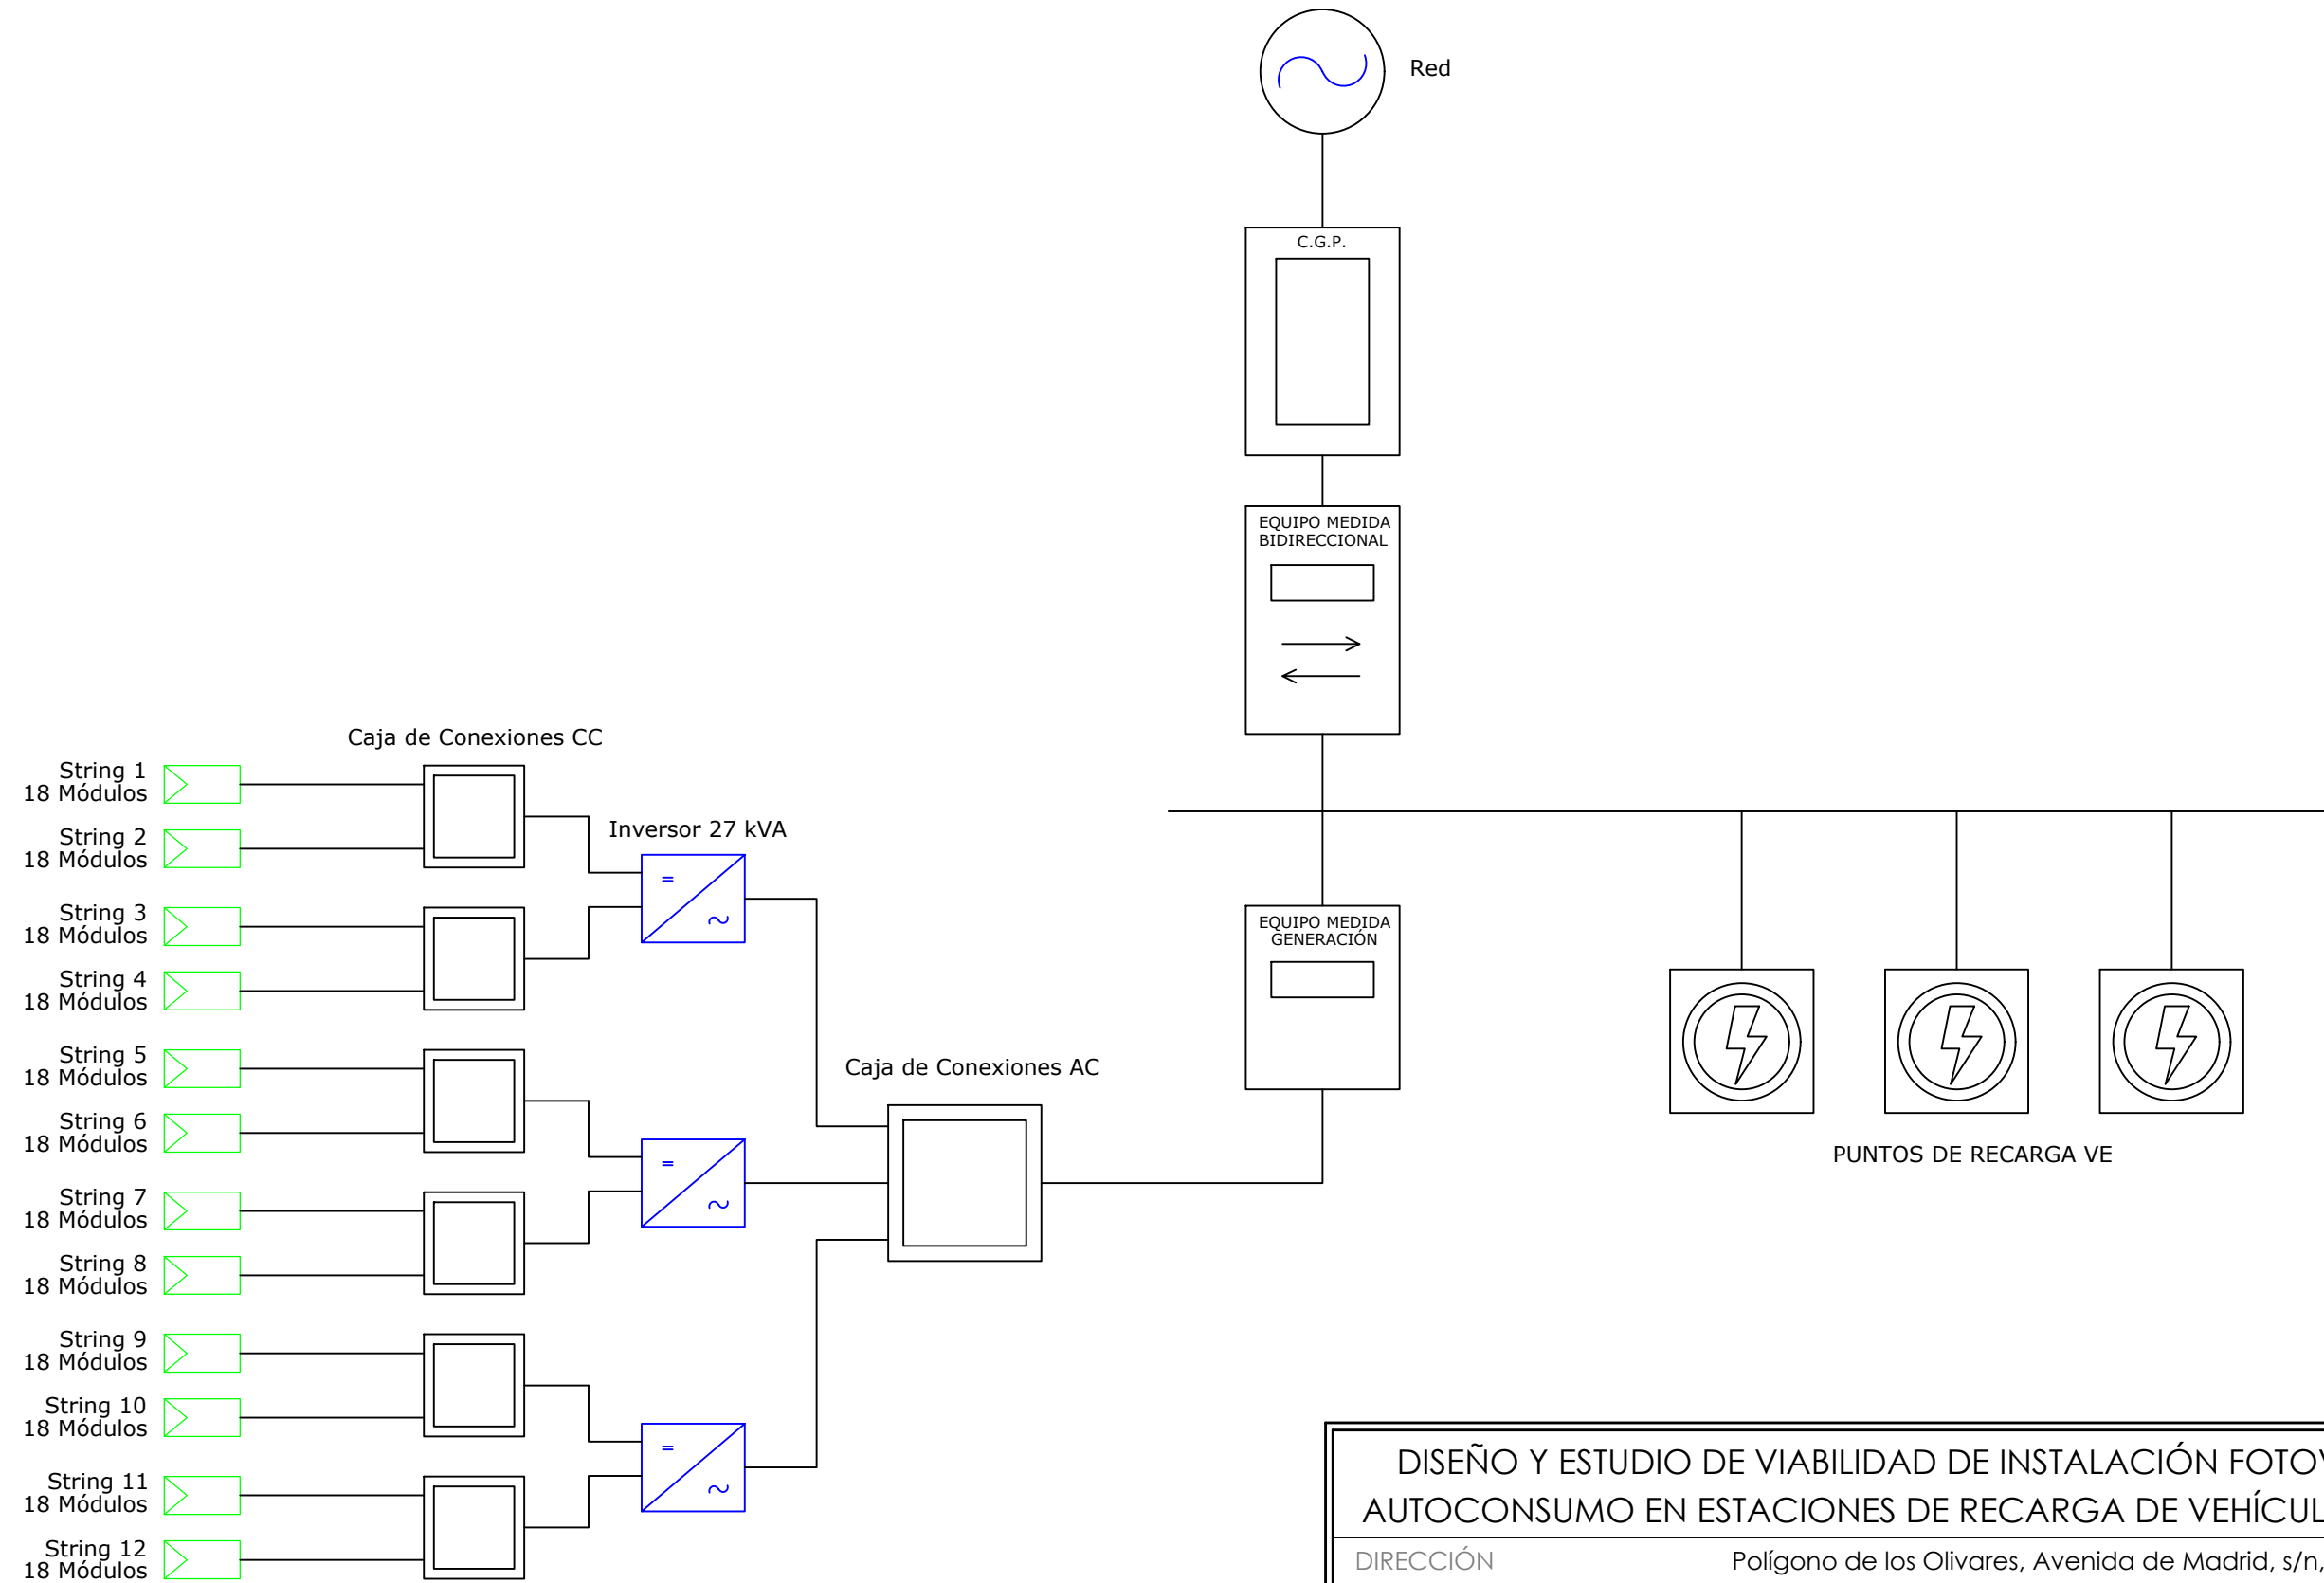 Red
C.G.P.
EQUIPO MEDIDA
BIDIRECCIONAL
Caja de Conexiones CC
String 1
18 Módulos
String 2
18 Módulos
Inversor 27 kVA
String 3
18 Módulos
String 4
18 Módulos
EQUIPO MEDIDA
GENERACIÓN
String 5
18 Módulos
Caja de Conexiones AC
String 6
18 Módulos
PUNTOS DE RECARGA VE
String 7
18 Módulos
String 8
18 Módulos
String 9
18 Módulos
String 10
18 Módulos
String 11
18 Módulos
String 12
18 Módulos
DISEÑO Y ESTUDIO DE VIABILIDAD DE INSTALACIÓN
AUTOCONSUMO EN ESTACIONES DE RECARGA DE
DIRECCIÓN Polígono de los Olivares, Avenida de Madrid, s/n,